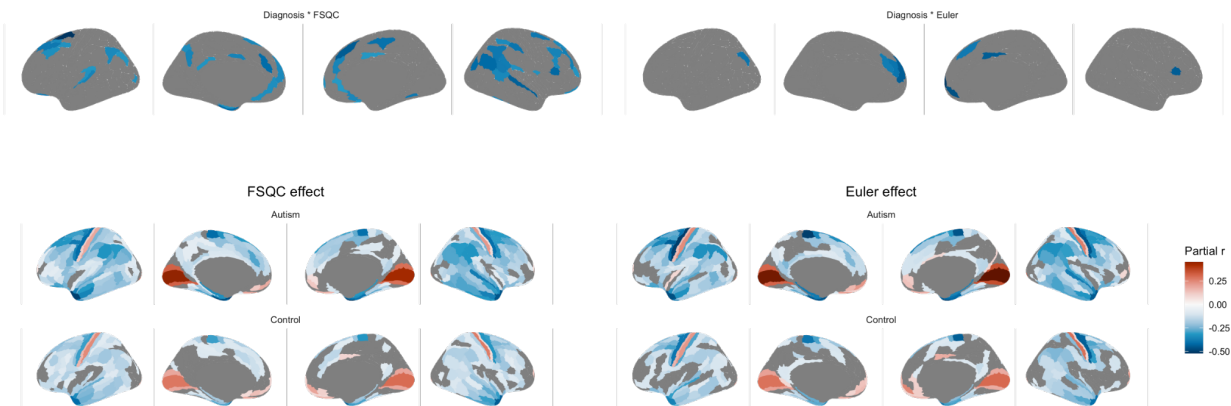 Diagnosis * FSQC
Diagnosis * Euler
FSQC effect
Euler effect
Autism
Autism
Control
Control
Partial r
0.25
0.00
-0.25
-0.50